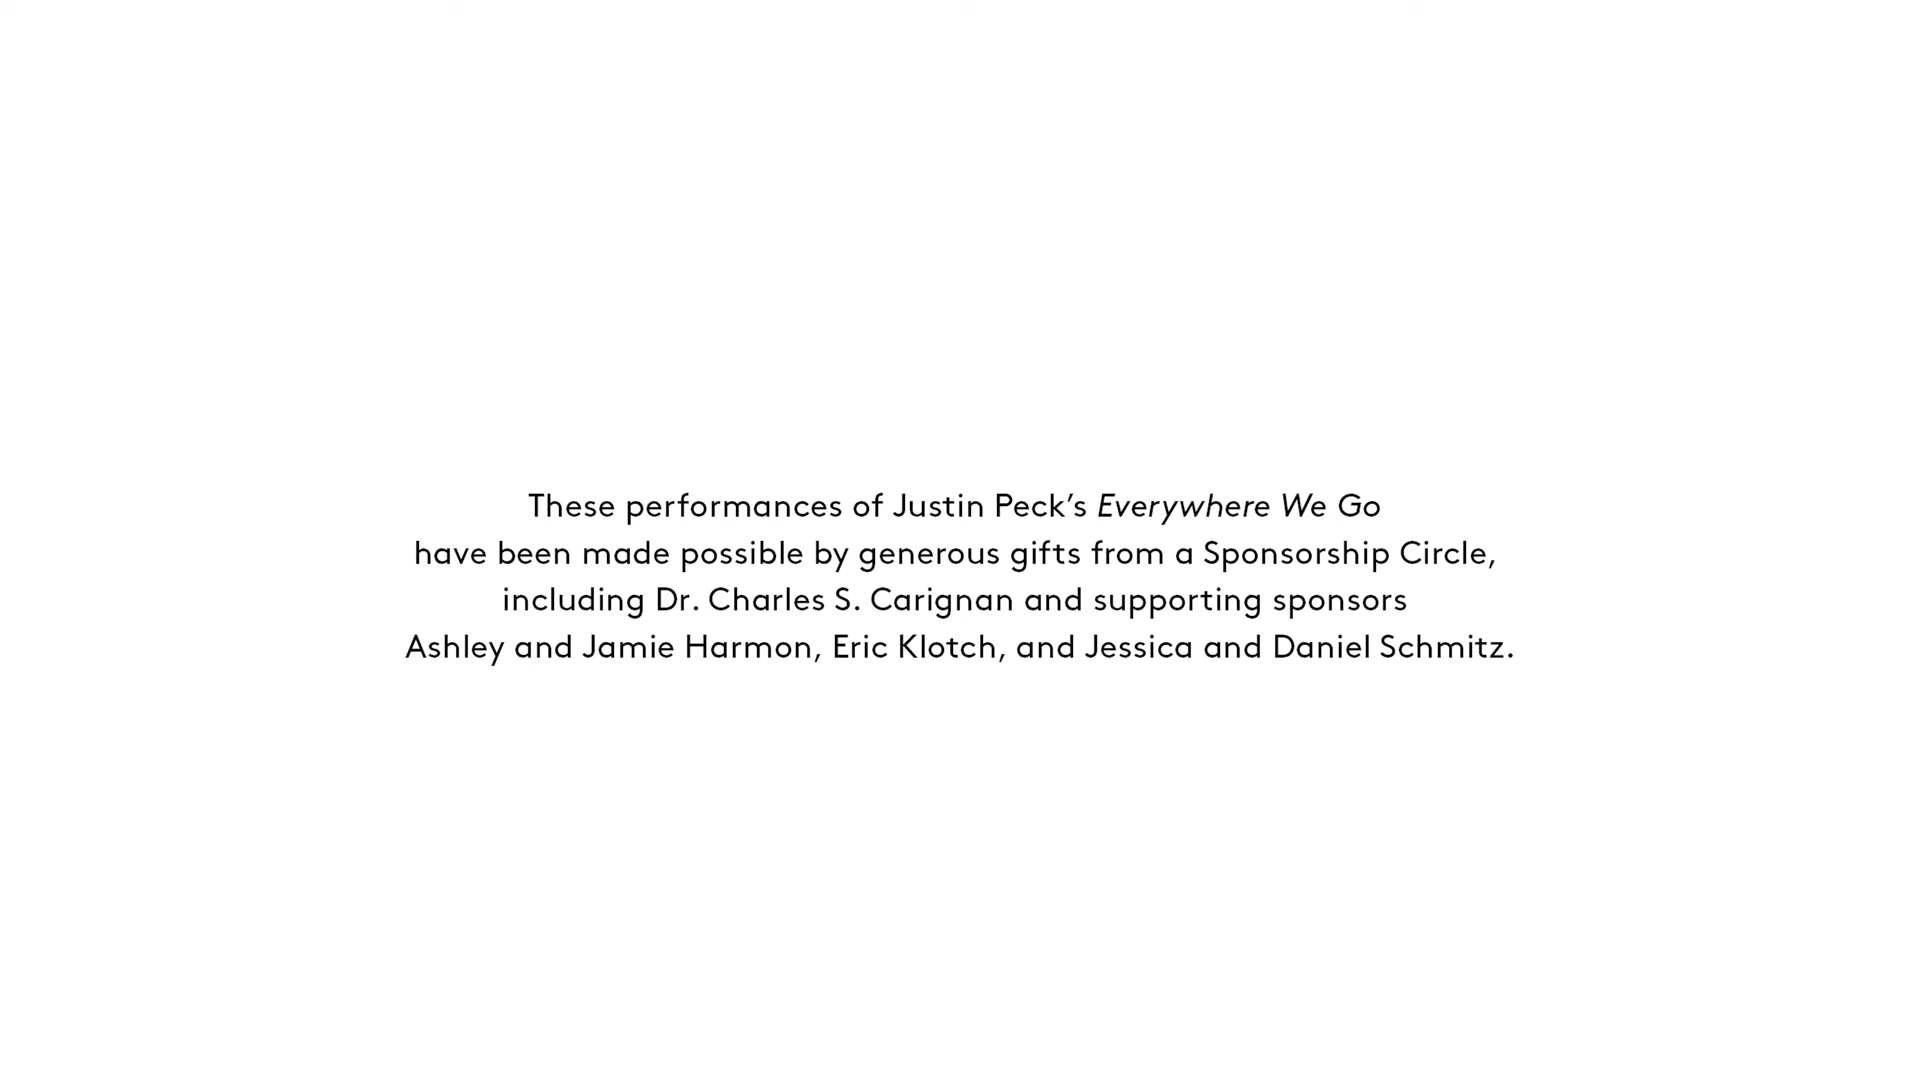 These performances of Justin Peck’s Everywhere We Go
have been made possible by generous gifts from a Sponsorship Circle,
including Dr. Charles S. Carignan and supporting sponsors
Ashley and Jamie Harmon, Eric Klotch, and Jessica and Daniel Schmitz.